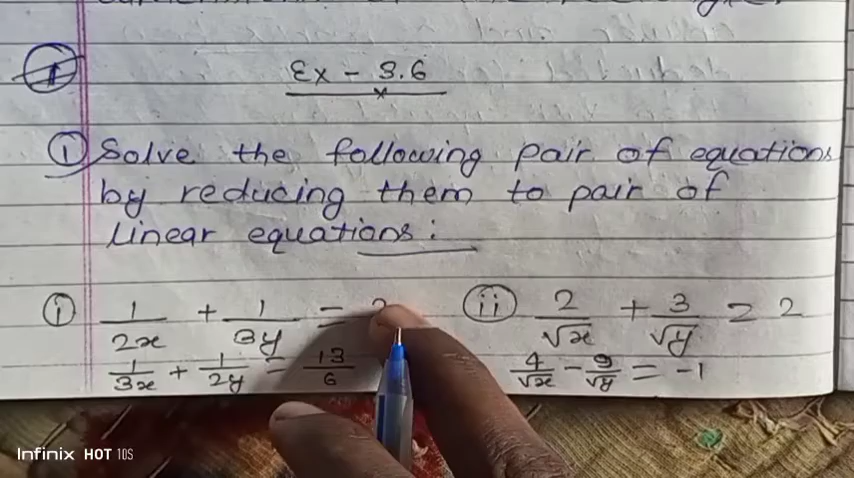 Ex - 3.6
① Solve the following pair of equations
by reducing them to pair of
linear equations :
ⓘ 1/2x + 1/3y = 2 ⓘⓘ 2/√x + 3/√y = 2
1/3x + 1/2y = 13/6 4/√x - 9/√y = -1
Infinix HOT 10S